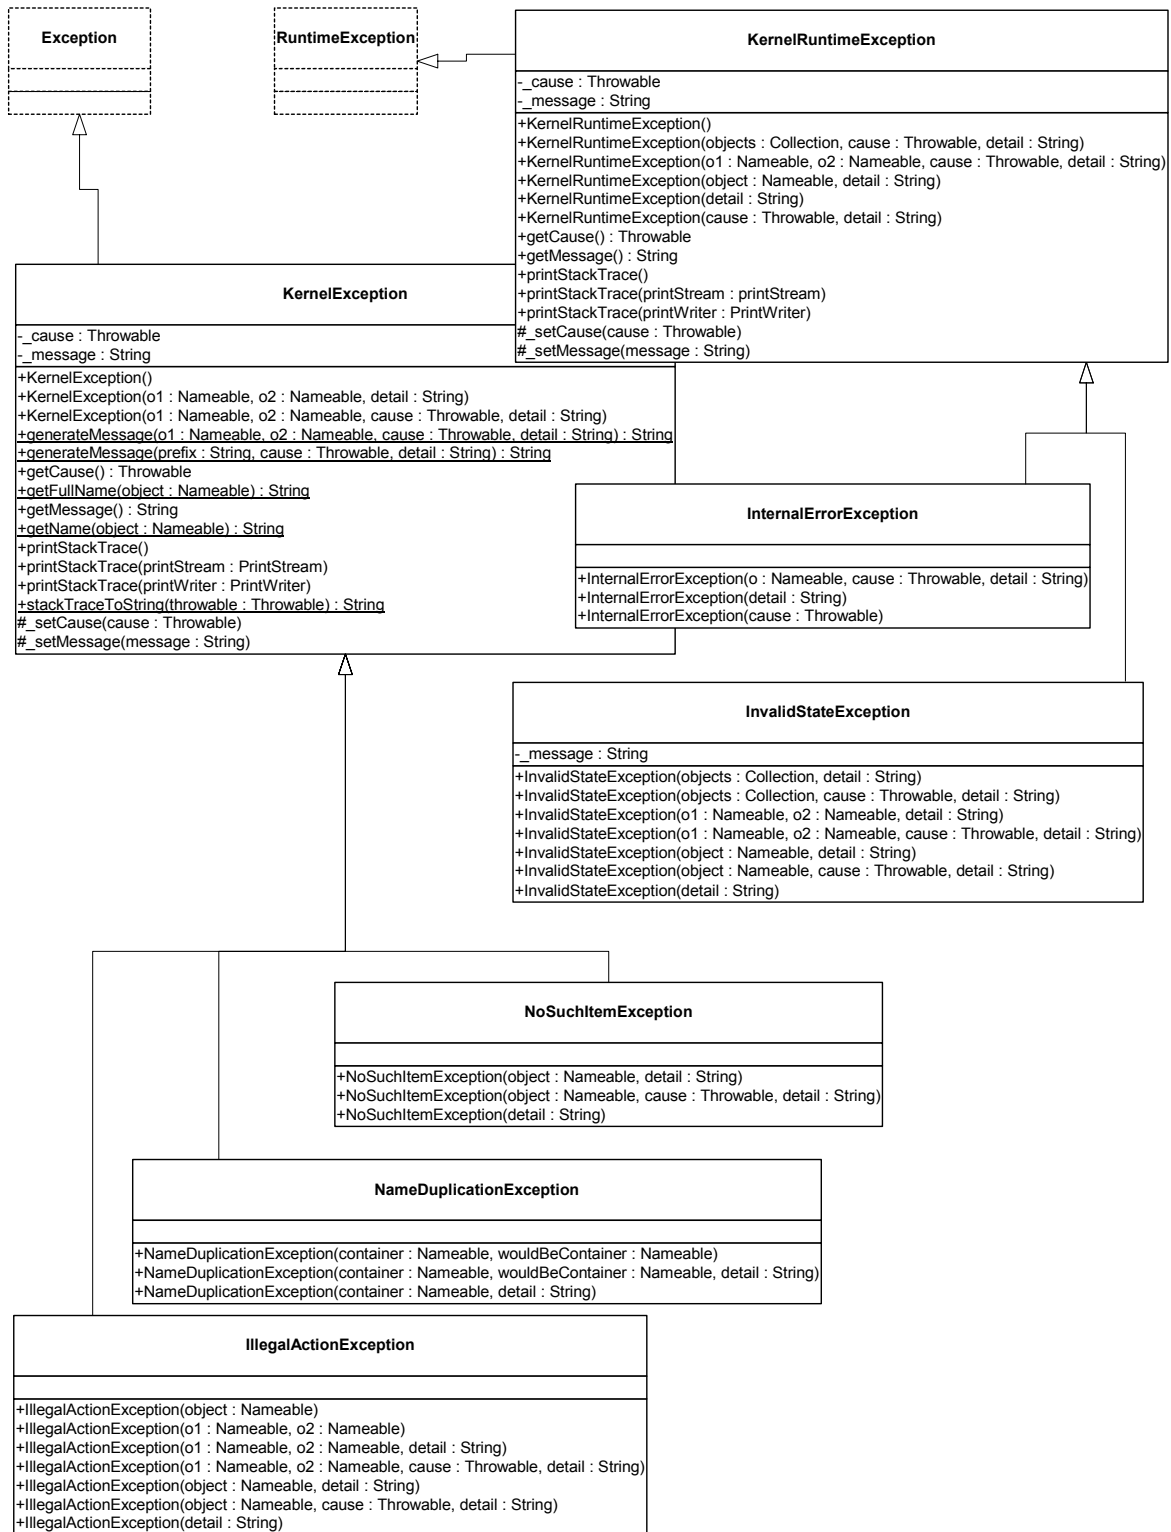 Exception
RuntimeException
KernelRuntimeException
-_cause : Throwable
-_message : String
+KernelRuntimeException()
+KernelRuntimeException(objects : Collection, cause : Throwable, detail : String)
+KernelRuntimeException(o1 : Nameable, o2 : Nameable, cause : Throwable, detail : String)
+KernelRuntimeException(object : Nameable, detail : String)
+KernelRuntimeException(detail : String)
+KernelRuntimeException(cause : Throwable, detail : String)
+getCause() : Throwable
+getMessage() : String
+printStackTrace()
+printStackTrace(printStream : printStream)
+printStackTrace(printWriter : PrintWriter)
#_setCause(cause : Throwable)
#_setMessage(message : String)
KernelException
-_cause : Throwable
-_message : String
+KernelException()
+KernelException(o1 : Nameable, o2 : Nameable, detail : String)
+KernelException(o1 : Nameable, o2 : Nameable, cause : Throwable, detail : String)
+generateMessage(o1 : Nameable, o2 : Nameable, cause : Throwable, detail : String) : String
+generateMessage(prefix : String, cause : Throwable, detail : String) : String
+getCause() : Throwable
+getFullName(object : Nameable) : String
+getMessage() : String
+getName(object : Nameable) : String
+printStackTrace()
+printStackTrace(printStream : PrintStream)
+printStackTrace(printWriter : PrintWriter)
+stackTraceToString(throwable : Throwable) : String
#_setCause(cause : Throwable)
#_setMessage(message : String)
InternalErrorException
+InternalErrorException(o : Nameable, cause : Throwable, detail : String)
+InternalErrorException(detail : String)
+InternalErrorException(cause : Throwable)
InvalidStateException
-_message : String
+InvalidStateException(objects : Collection, detail : String)
+InvalidStateException(objects : Collection, cause : Throwable, detail : String)
+InvalidStateException(o1 : Nameable, o2 : Nameable, detail : String)
+InvalidStateException(o1 : Nameable, o2 : Nameable, cause : Throwable, detail : String)
+InvalidStateException(object : Nameable, detail : String)
+InvalidStateException(object : Nameable, cause : Throwable, detail : String)
+InvalidStateException(detail : String)
NoSuchItemException
+NoSuchItemException(object : Nameable, detail : String)
+NoSuchItemException(object : Nameable, cause : Throwable, detail : String)
+NoSuchItemException(detail : String)
NameDuplicationException
+NameDuplicationException(container : Nameable, wouldBeContainer : Nameable)
+NameDuplicationException(container : Nameable, wouldBeContainer : Nameable, detail : String)
+NameDuplicationException(container : Nameable, detail : String)
IllegalActionException
+IllegalActionException(object : Nameable)
+IllegalActionException(o1 : Nameable, o2 : Nameable)
+IllegalActionException(o1 : Nameable, o2 : Nameable, detail : String)
+IllegalActionException(o1 : Nameable, o2 : Nameable, cause : Throwable, detail : String)
+IllegalActionException(object : Nameable, detail : String)
+IllegalActionException(object : Nameable, cause : Throwable, detail : String)
+IllegalActionException(detail : String)